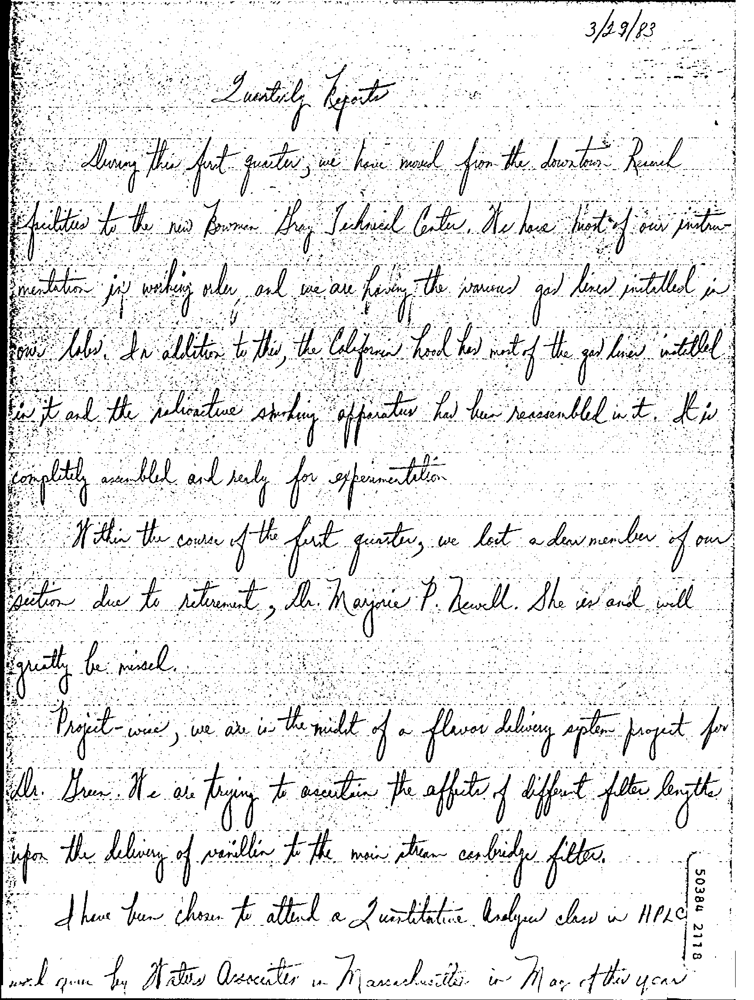 3/29/83
Quarterly Reports
During this first quarter, we have moved from the downtown Research
facilities to the new Bowman Gray Technical Center. We have most of our instru-
mentation in working order, and we are having the various gas lines installed in
our labs. In addition to this, the California hood has most of the gas lines installed
in it and the radioactive smoking apparatus has been reassembled in it. It is
completely assembled and ready for experimentation
Within the course of the first quarter, we lost a dear member of our
section due to retirement, Dr. Marjorie P. Newell. She is and will
greatly be missed.
Project-wise, we are in the midst of a flavor delivery system project for
Dr. Green. We are trying to ascertain the affects of different filter lengths
upon the delivery of vanillin to the main stream cambridge filter.
I have been chosen to attend a Quantitative Analysis class in HPLC
by Waters Associates in Massachusetts in May of this year
50384 2118